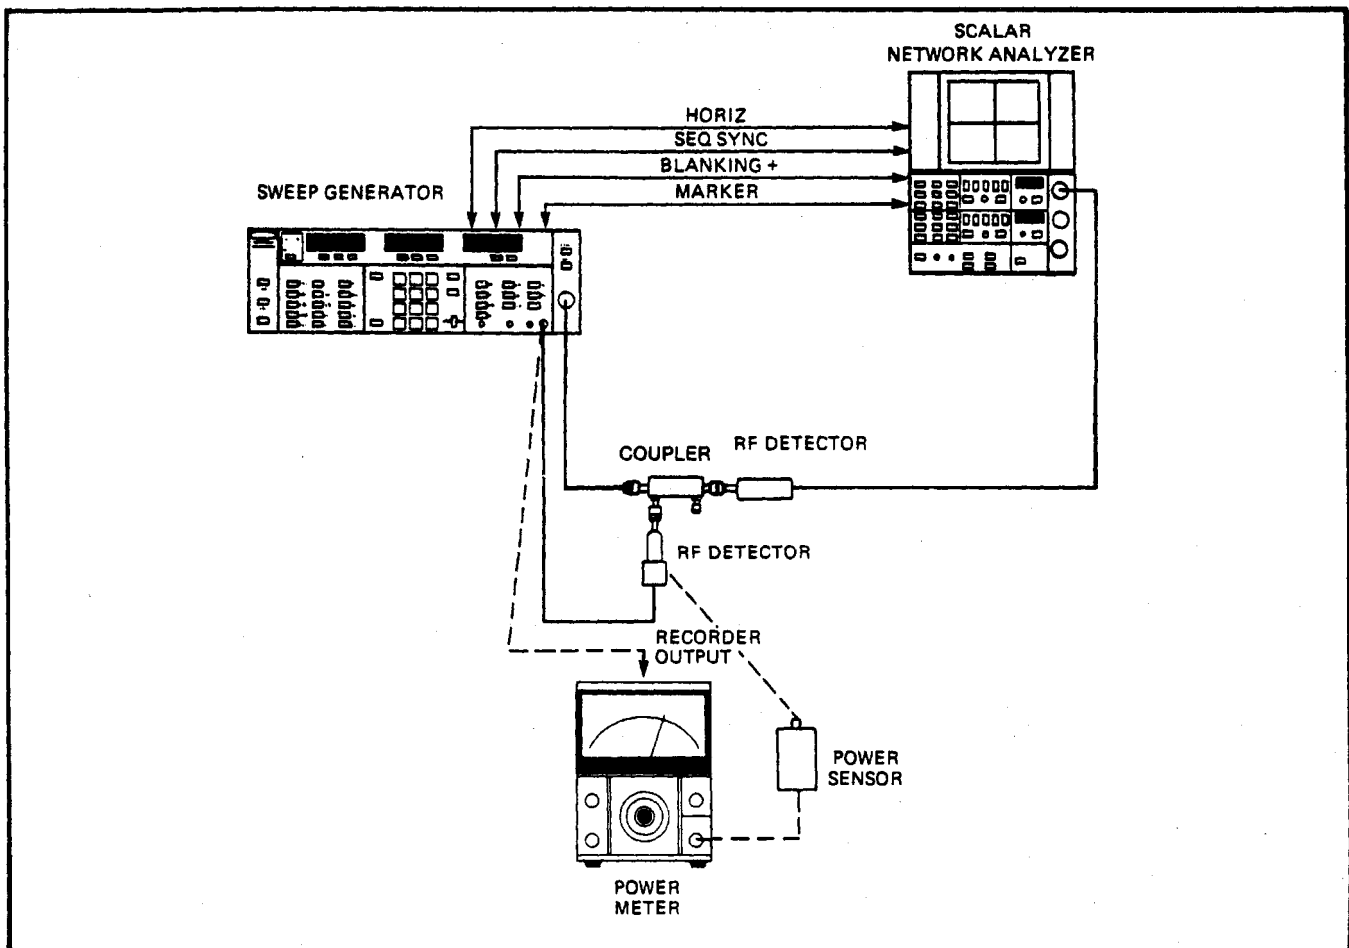 SCALAR
NETWORK ANALYZER
HORIZ
SEQ SYNC
BLANKING +
MARKER
SWEEP GENERATOR
COUPLER
RF DETECTOR
RF DETECTOR
RECORDER
OUTPUT
POWER
SENSOR
POWER
METER